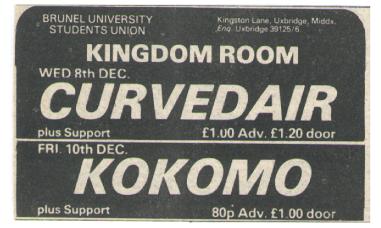 BRUNEL UNIVERSITY
STUDENTS UNION
Kingston Lane, Uxbridge, Middx.
Enq. Uxbridge 39125/6
KINGDOM ROOM
WED 8th DEC.
CURVEDAIR
plus Support £1.00 Adv. £1.20 door
FRI. 10th DEC.
KOKOMO
plus Support 80p Adv. £1.00 door